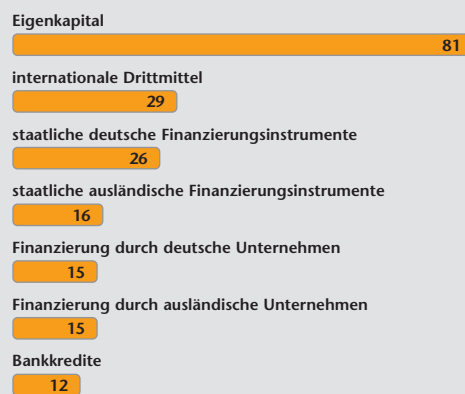 Eigenkapital
81
internationale Drittmittel
29
staatliche deutsche Finanzierungsinstrumente
26
staatliche ausländische Finanzierungsinstrumente
16
Finanzierung durch deutsche Unternehmen
15
Finanzierung durch ausländische Unternehmen
15
Bankkredite
12